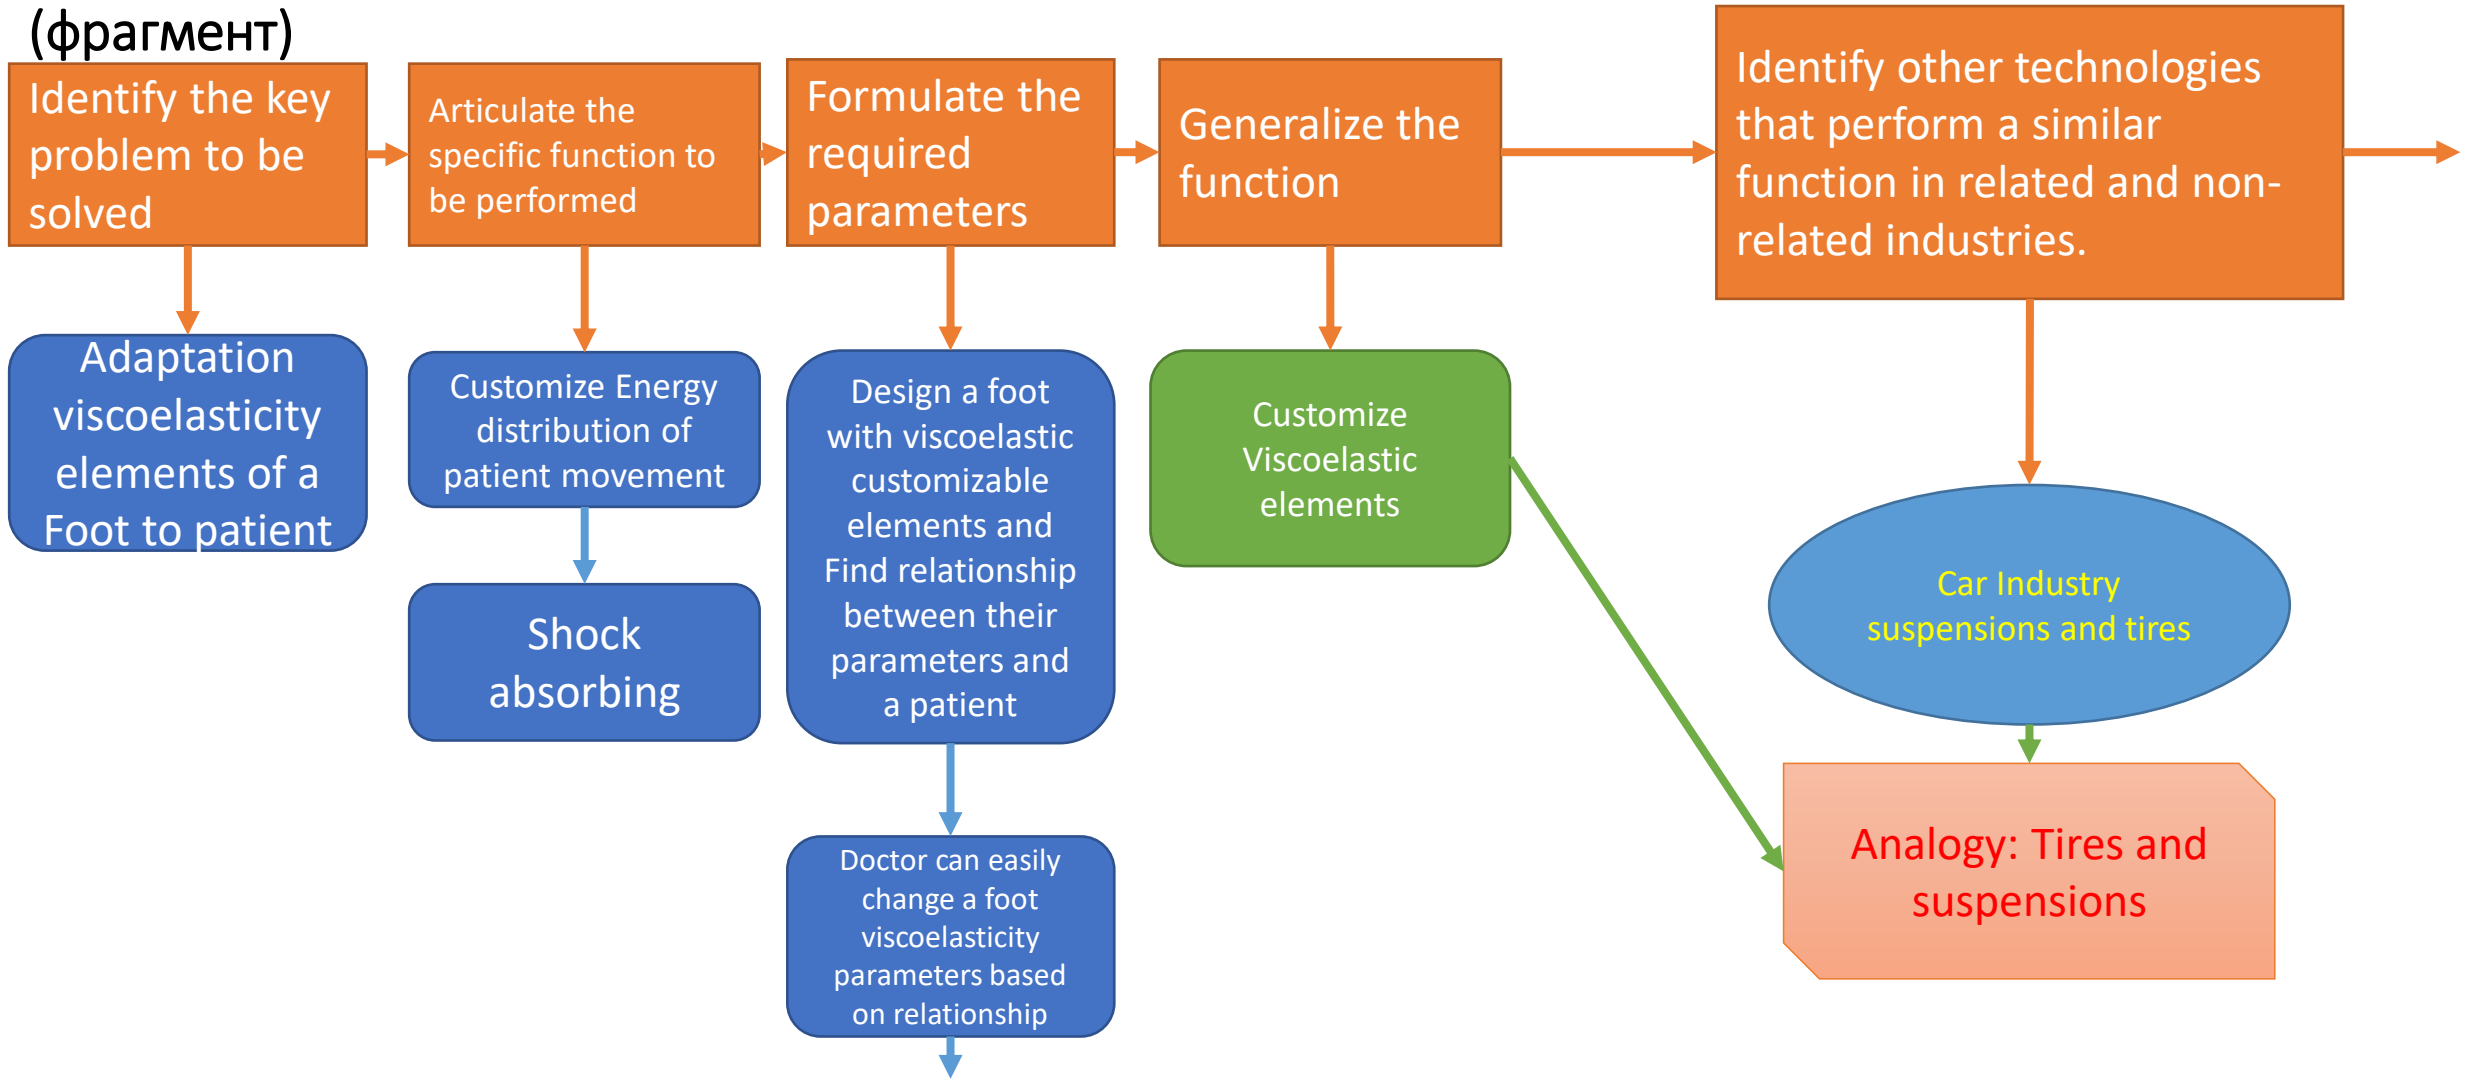 (фрагмент)
Identify the key
problem to be
solved
Articulate the
specific function to
be performed
Formulate the
required
parameters
Generalize the
function
Identify other technologies
that perform a similar
function in related and non-
related industries.
Adaptation
viscoelasticity
elements of a
Foot to patient
Customize Energy
distribution of
patient movement
Shock
absorbing
Design a foot
with viscoelastic
customizable
elements and
Find relationship
between their
parameters and
a patient
Doctor can easily
change a foot
viscoelasticity
parameters based
on relationship
Customize
Viscoelastic
elements
Car Industry
suspensions and tires
Analogy: Tires and
suspensions